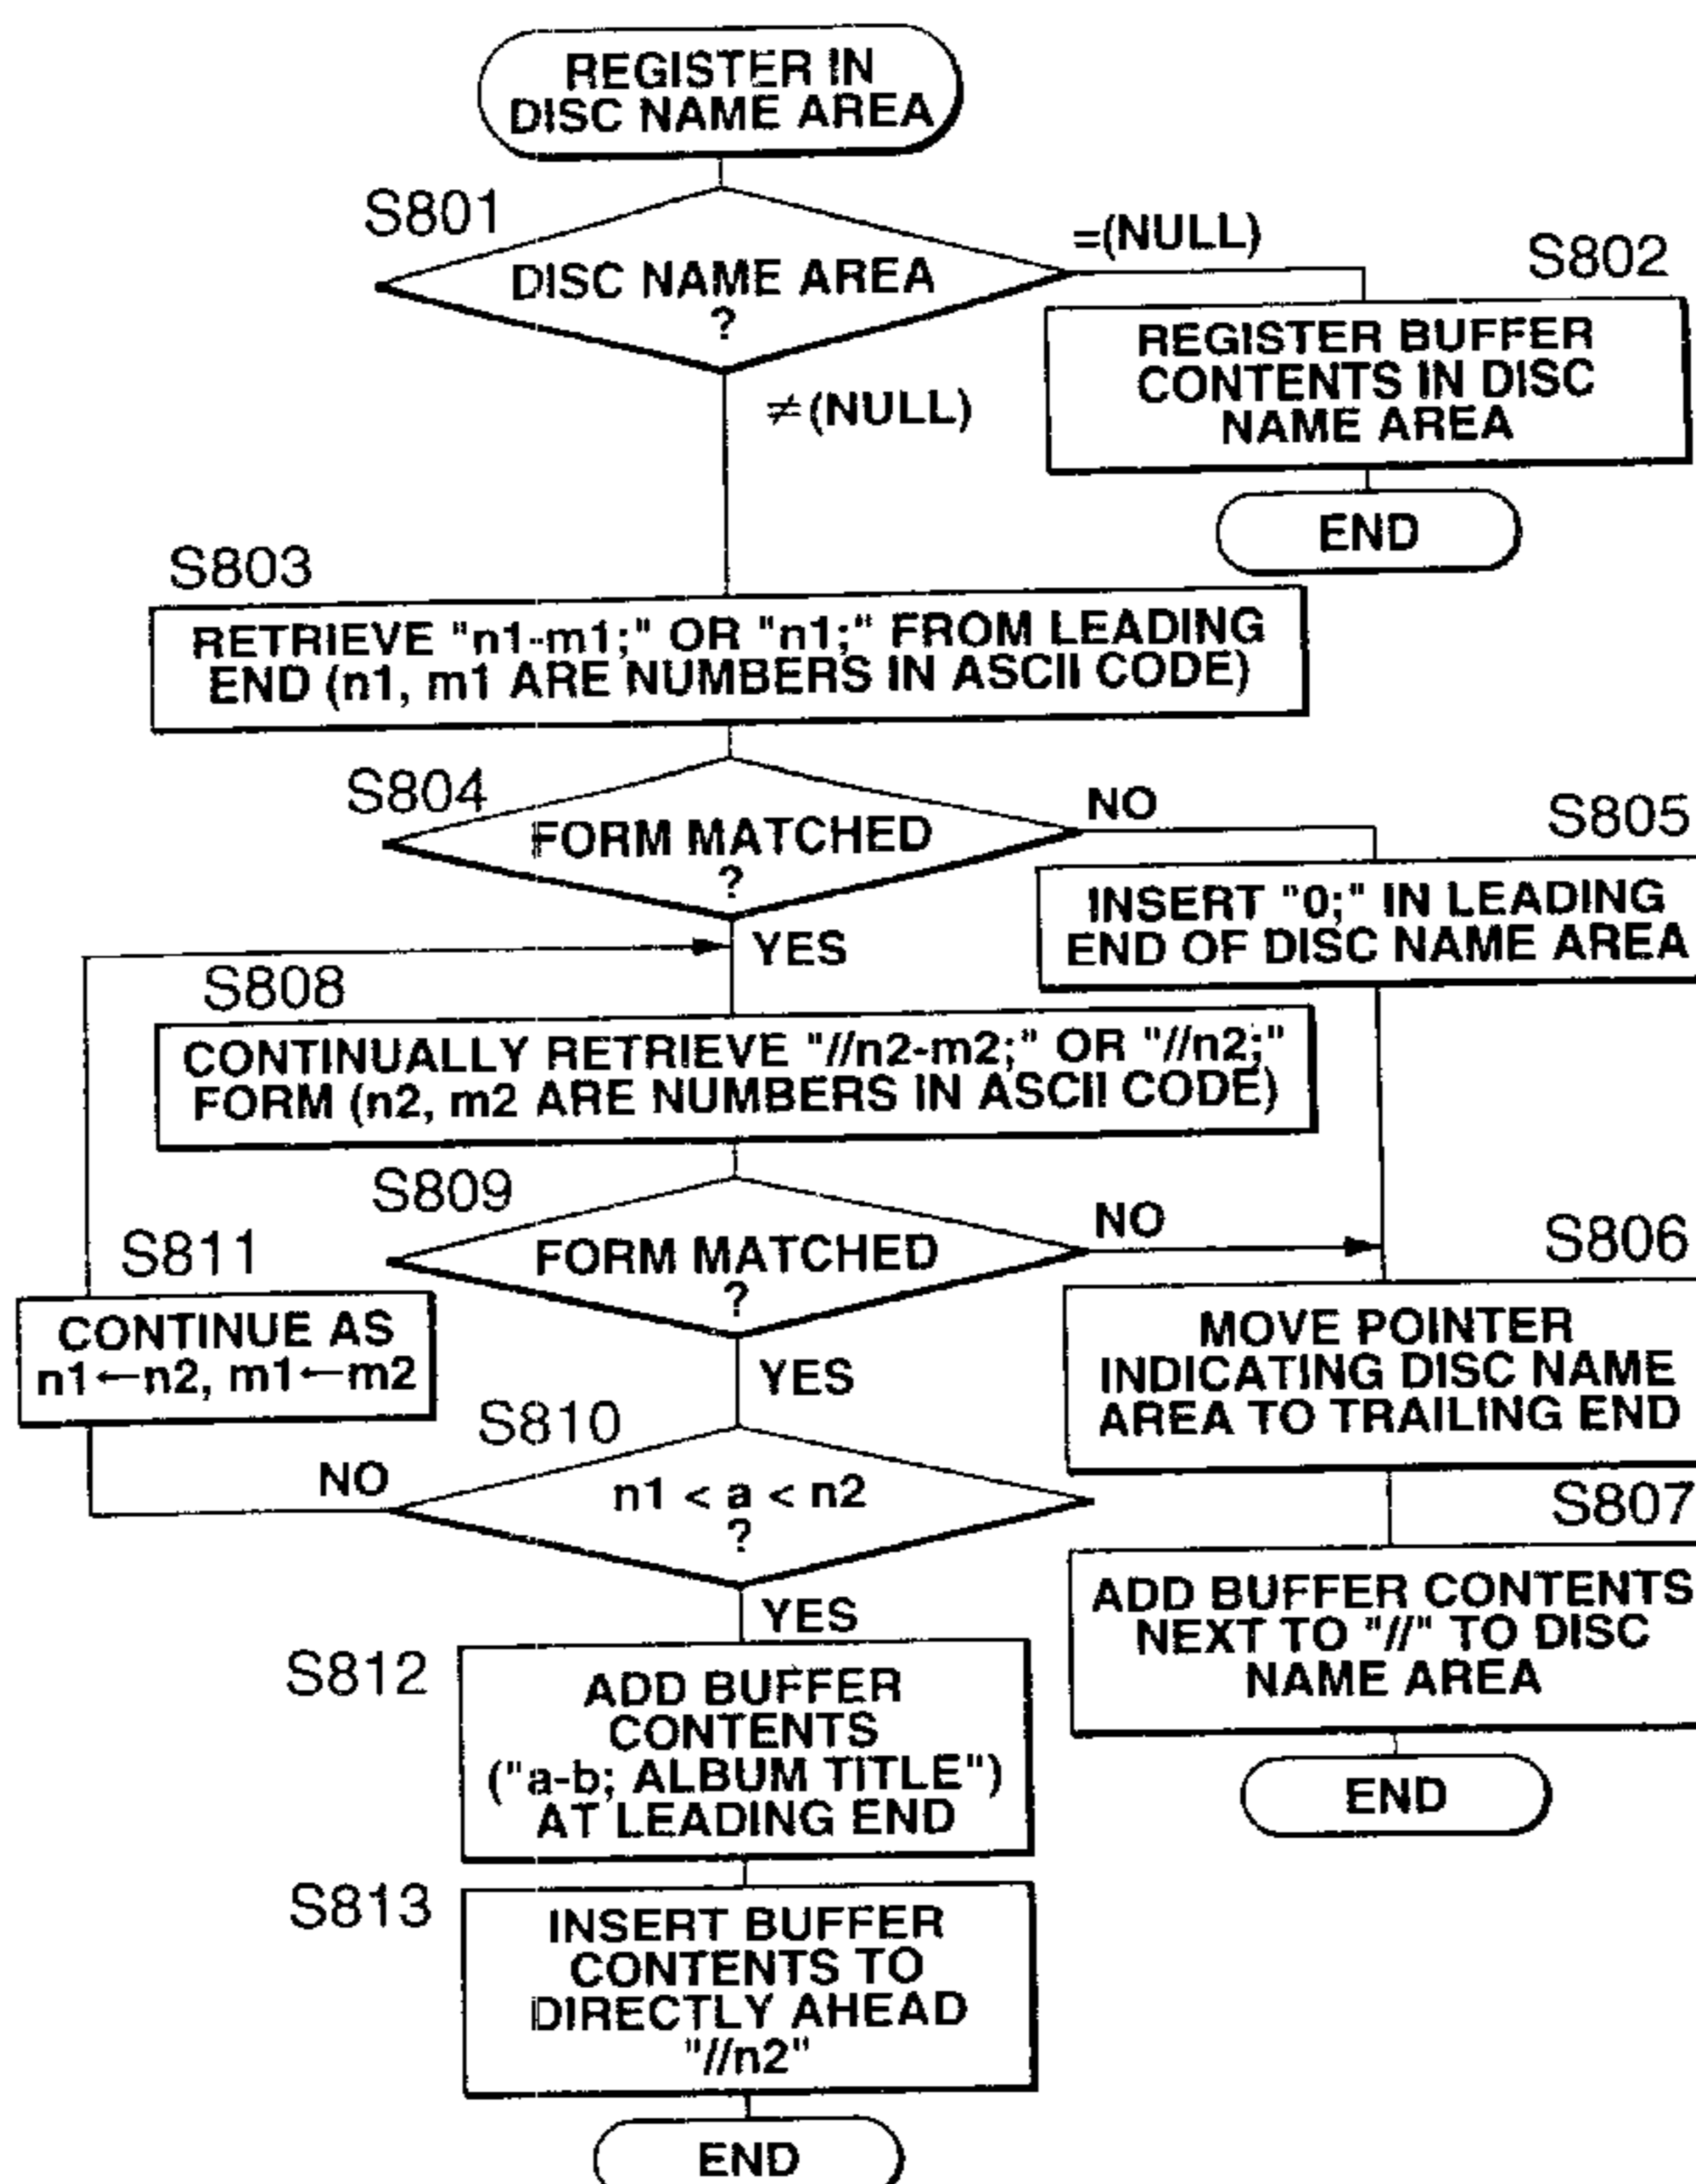 REGISTER IN
DISC NAME AREA
S801
DISC NAME AREA
?
=(NULL)
≠(NULL)
S802
REGISTER BUFFER
CONTENTS IN DISC
NAME AREA
END
S803
RETRIEVE "n1-m1;" OR "n1;" FROM LEADING
END (n1, m1 ARE NUMBERS IN ASCII CODE)
S804
FORM MATCHED
?
NO
YES
S805
INSERT "0;" IN LEADING
END OF DISC NAME AREA
S808
CONTINUALLY RETRIEVE "//n2-m2;" OR "//n2;"
FORM (n2, m2 ARE NUMBERS IN ASCII CODE)
S809
FORM MATCHED
?
NO
YES
S811
CONTINUE AS
n1←n2, m1←m2
S806
MOVE POINTER
INDICATING DISC NAME
AREA TO TRAILING END
S810
n1 < a < n2
?
NO
YES
S807
ADD BUFFER CONTENTS
NEXT TO "//" TO DISC
NAME AREA
END
S812
ADD BUFFER
CONTENTS
("a-b; ALBUM TITLE")
AT LEADING END
S813
INSERT BUFFER
CONTENTS TO
DIRECTLY AHEAD
"//n2"
END